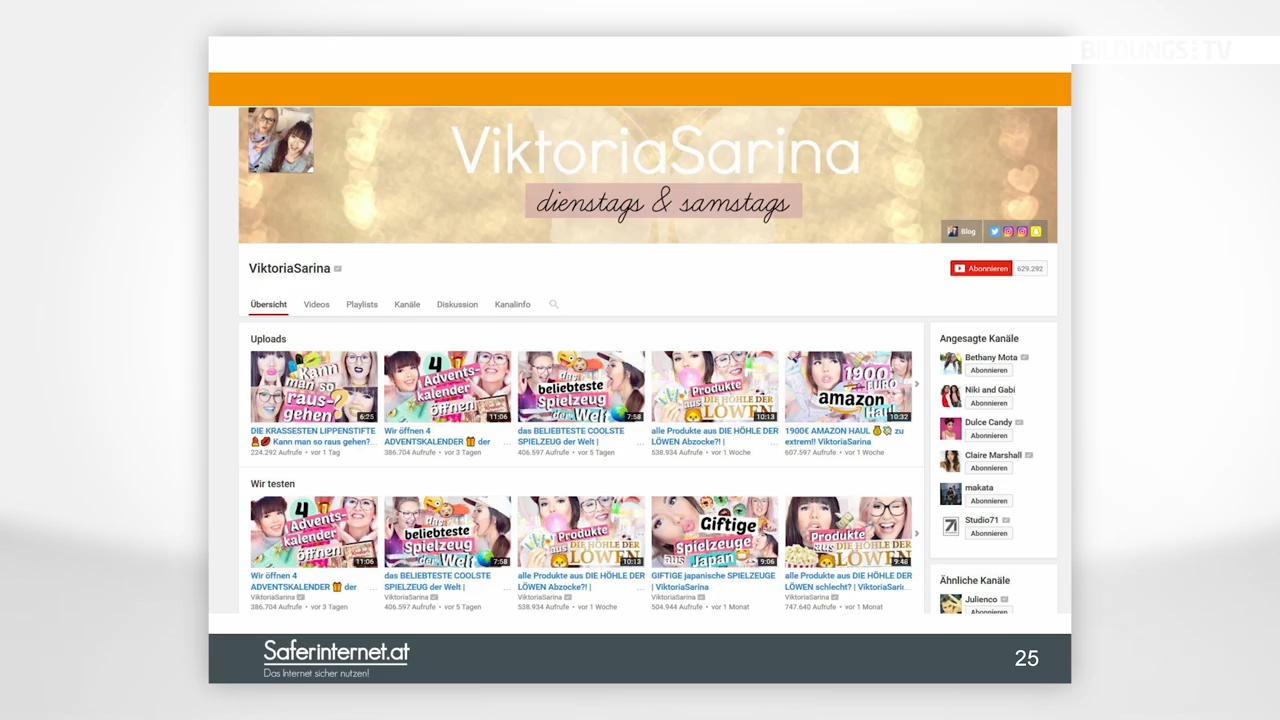 BILDUNGS TV
ViktoriaSarina
dienstags & samstags
Blog
ViktoriaSarina
Abonnieren 629.292
Übersicht Videos Playlists Kanäle Diskussion Kanalinfo
Uploads
Kann man so raus-gehen?
6:25
4 Advents-kalender öffnen
11:06
das beliebteste Spielzeug der Welt
7:58
Produkte aus DIE HÖHLE DER LÖWEN
10:13
1900 EURO amazon Haul
10:32
DIE KRASSESTEN LIPPENSTIFTE
Kann man so raus gehen?...
224.292 Aufrufe • vor 1 Tag
Wir öffnen 4
ADVENTSKALENDER der ...
386.704 Aufrufe • vor 3 Tagen
das BELIEBTESTE COOLSTE
SPIELZEUG der Welt | ...
406.597 Aufrufe • vor 5 Tagen
alle Produkte aus DIE HÖHLE DER
LÖWEN Abzocke?! | ...
538.934 Aufrufe • vor 1 Woche
1900€ AMAZON HAUL zu
extrem!! ViktoriaSarina
607.597 Aufrufe • vor 1 Woche
Wir testen
4 Advents-kalender öffnen
11:06
das beliebteste Spielzeug der Welt
7:58
Produkte aus DIE HÖHLE DER LÖWEN
10:13
Giftige Spielzeuge aus Japan
9:06
Produkte aus DIE HÖHLE DER LÖWEN
9:48
Wir öffnen 4
ADVENTSKALENDER der ...
ViktoriaSarina
386.704 Aufrufe • vor 3 Tagen
das BELIEBTESTE COOLSTE
SPIELZEUG der Welt | ...
ViktoriaSarina
406.597 Aufrufe • vor 5 Tagen
alle Produkte aus DIE HÖHLE DER
LÖWEN Abzocke?! | ...
ViktoriaSarina
538.934 Aufrufe • vor 1 Woche
GIFTIGE japanische SPIELZEUGE
| ViktoriaSarina
ViktoriaSarina
504.944 Aufrufe • vor 1 Monat
alle Produkte aus DIE HÖHLE DER
LÖWEN schlecht? | ViktoriaSari...
ViktoriaSarina
747.640 Aufrufe • vor 1 Monat
Angesagte Kanäle
Bethany Mota
Abonnieren
Niki and Gabi
Abonnieren
Dulce Candy
Abonnieren
Claire Marshall
Abonnieren
makata
Abonnieren
Studio71
Abonnieren
Ähnliche Kanäle
Julienco
Abonnieren
Saferinternet.at
Das Internet sicher nutzen!
25